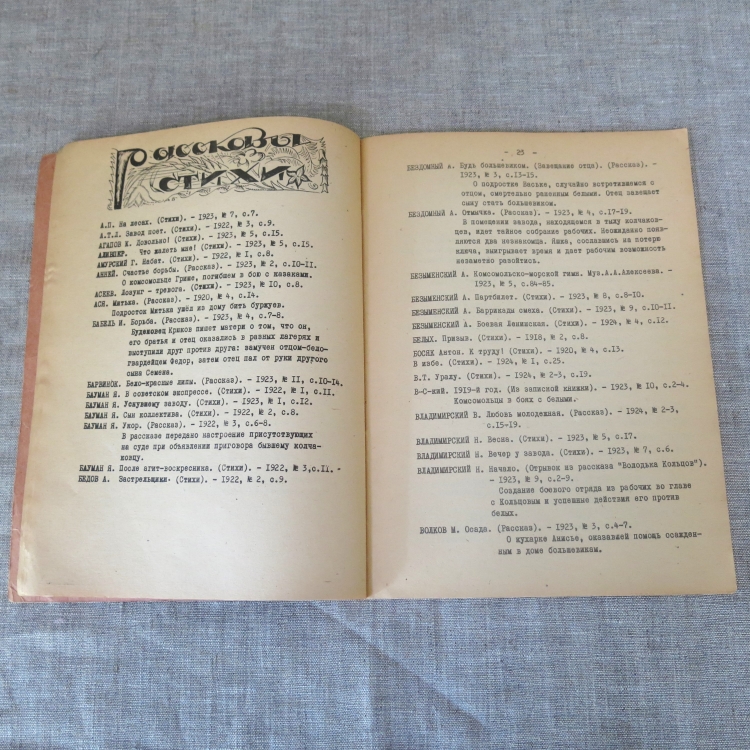 Рассказы
стихи
А.П. На лесах. (Стихи). - 1923, № 7, с.7.
А.Т.Л. Завод поет. (Стихи). - 1922, № 3, с.9.
АГАПОВ К. Довольно! (Стихи). - 1923, № 5, с.15.
Что жалеть мне! (Стихи). - 1923, № 5, с.15.
АМУРСКИЙ Г. Набат. (Стихи). - 1922, № 1, с.8.
АННЕЙ. Счастье борьбы. (Рассказ). - 1923, № 2, с.10-11.
О комсомольце Грише, погибшем в бою с казаками.
АСЕЕВ. Лозунг - тревога. (Стихи). - 1923, № 10, с.8.
АСЯ. Митька. (Рассказ). - 1920, № 4, с.14.
Подросток Митька ушёл из дому бить буржуев.
БАБЕЛЬ И. Борьба. (Рассказ). - 1923, № 4, с.7-8.
Буденовец Крюков пишет матери о том, что он,
его братья и отец оказались в разных лагерях и
выступили друг против друга: замучен отцом-бело-
гвардейцем Федор, затем отец пал от руки другого
сына Семена.
БАРВИНОК. Бело-красные лилы. (Рассказ). - 1923, № 11, с.10-14.
БАУМАН Я. В советском экспрессе. (Стихи). - 1922, № 1, с.11.
БАУМАН Я. Уснувшему заводу. (Стихи). - 1923, № 1, с.12.
БАУМАН Я. Сын коллектива. (Стихи). - 1922, № 2, с.8.
БАУМАН Я. Укор. (Рассказ). - 1922, № 3, с.6-8.
В рассказе передано настроение присутствующих
на суде при объявлении приговора бывшему колча-
ковцу.
БАУМАН Я. После агит-воскресника. (Стихи). - 1922, № 3,с.11. -
БЕДОВ А. Застрельщики. (Стихи). - 1922, № 2, с.9.
- 25 -
БЕЗДОМНЫЙ А. Будь большевиком. (Завещание отца). (Рассказ). -
- 1923, № 3, с.13-15.
О подростке Ваське, случайно встретившемся с
отцом, смертельно раненым белыми. Отец завещает
сыну стать большевиком.
БЕЗДОМНЫЙ А. Отмычка. (Рассказ). - 1923, № 4, с.17-19.
В помещении завода, находящемся в тылу колчаков-
цев, идет тайное собрание рабочих. Неожиданно появ-
ляются два незнакомца. Яшка, сославшись на потерю
ключа, выигрывает время и дает рабочим возможность
незаметно разойтись.
БЕЗЫМЕНСКИЙ А. Комсомольско-морской гимн. Муз.А.А.Алексеева. -
- 1923, № 5, с.84-85.
БЕЗЫМЕНСКИЙ А. Партбилет. (Стихи). - 1923, № 8, с.8-10.
БЕЗЫМЕНСКИЙ А. Баррикады смеха. (Стихи). - 1923, № 9, с.10-11.
БЕЗЫМЕНСКИЙ А. Боевая Ленинская. (Стихи). - 1924, № 4, с.12.
БЕЛЫХ. Призыв. (Стихи). - 1918, № 2, с.8.
БОСЯК Антон. К труду! (Стихи). - 1920, № 4, с.13.
В избе. (Стихи). - 1924, № 1, с.25.
В.Т. Уралу. (Стихи). - 1924, № 2-3, с.19.
В-С-кий. 1919-й год. (Из записной книжки). - 1923, № 10, с.2-4.
Комсомольцы в боях с белыми.
ВЛАДИМИРСКИЙ В. Любовь молодежная. (Рассказ). - 1924, № 2-3,
с.15-19.
ВЛАДИМИРСКИЙ Н. Весна. (Стихи). - 1923, № 5, с.17.
ВЛАДИМИРСКИЙ Н. Вечер у завода. (Стихи). - 1923, № 7, с.6.
ВЛАДИМИРСКИЙ Н. Начало. (Отрывок из рассказа "Володька Кольцов").
- 1923, № 9, с.2-9.
Создание боевого отряда из рабочих во главе
с Кольцовым и успешные действия его против
белых.
ВОЛКОВ М. Осада. (Рассказ). - 1923, № 3, с.4-7.
О кухарке Анисье, оказавшей помощь осажден-
ным в доме большевикам.